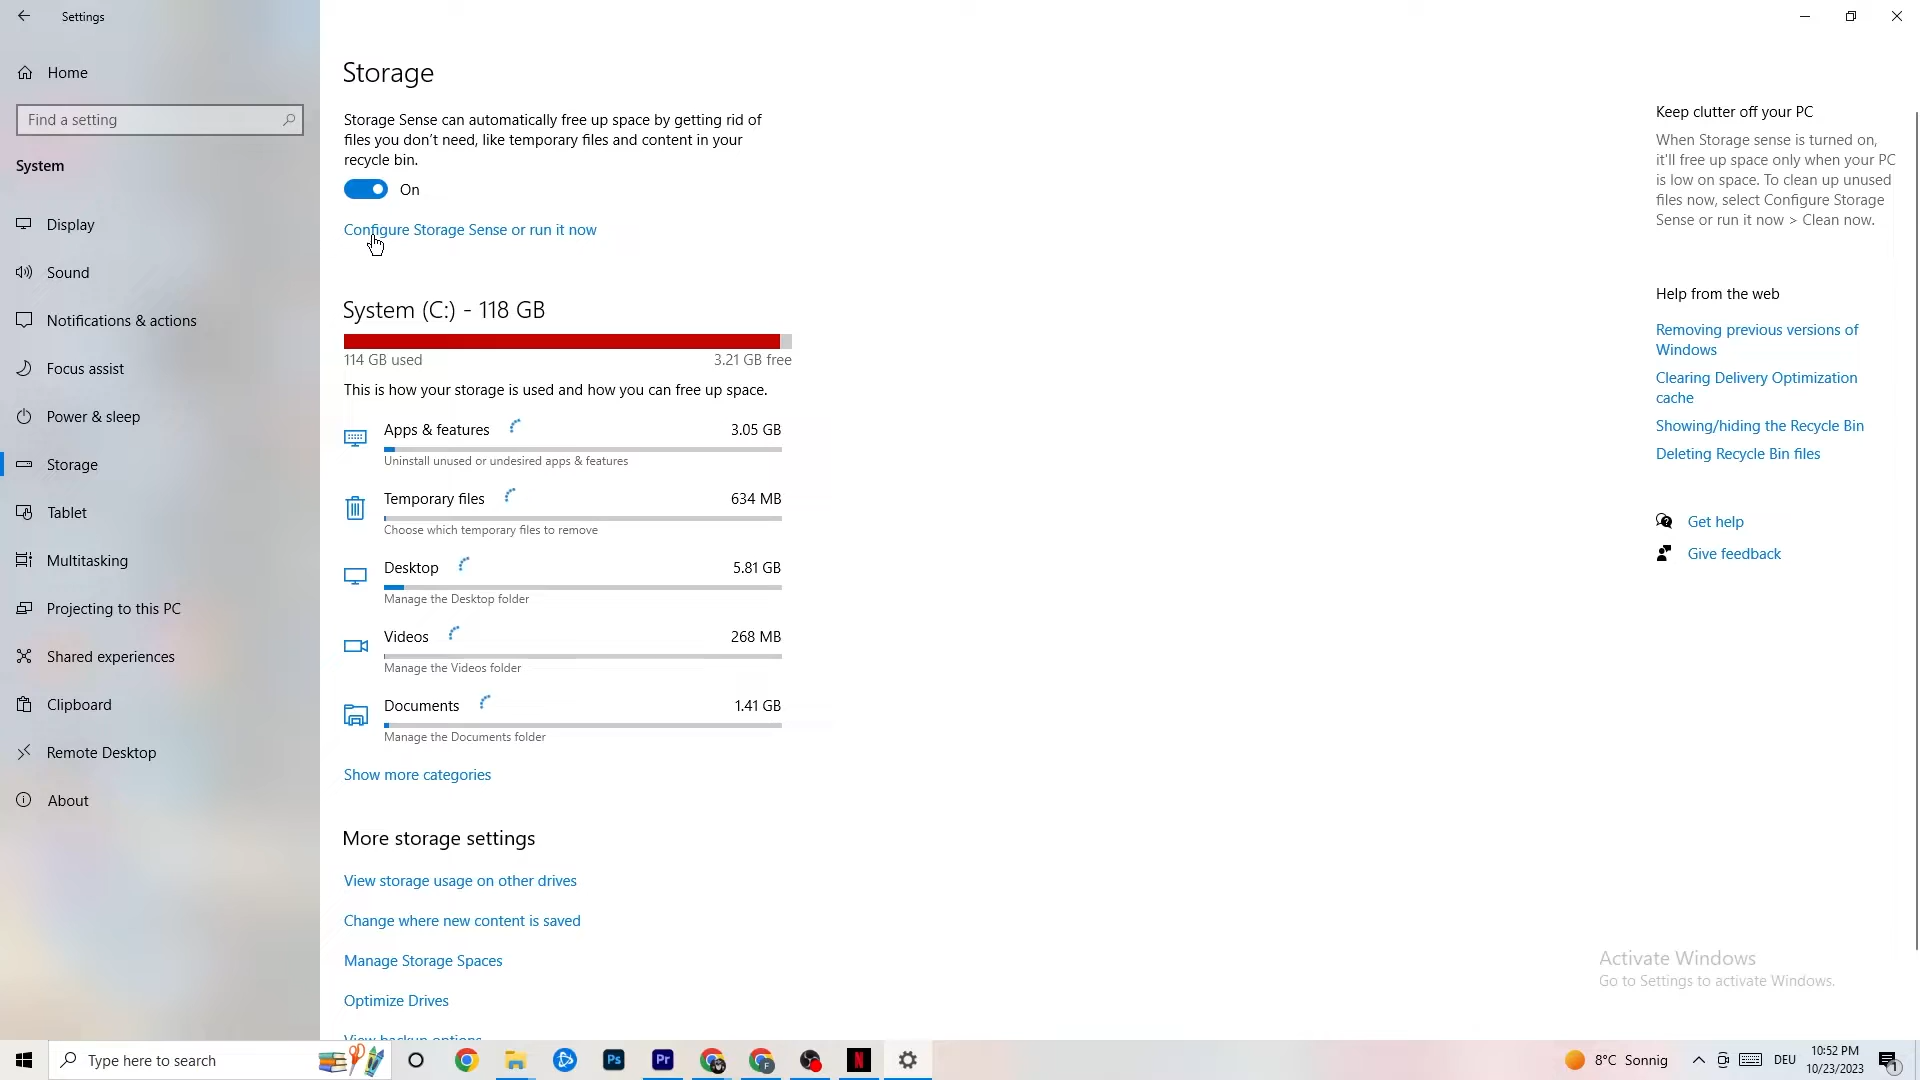 Settings
Home
Find a setting
System
Display
Sound
Notifications & actions
Focus assist
Power & sleep
Storage
Tablet
Multitasking
Projecting to this PC
Shared experiences
Clipboard
Remote Desktop
About
Storage
Storage Sense can automatically free up space by getting rid of
files you don't need, like temporary files and content in your
recycle bin.
On
Configure Storage Sense or run it now
System (C:) - 118 GB
114 GB used 3.21 GB free
This is how your storage is used and how you can free up space.
Apps & features 3.05 GB
Uninstall unused or undesired apps & features
Temporary files 634 MB
Choose which temporary files to remove
Desktop 5.81 GB
Manage the Desktop folder
Videos 268 MB
Manage the Videos folder
Documents 1.41 GB
Manage the Documents folder
Show more categories
More storage settings
View storage usage on other drives
Change where new content is saved
Manage Storage Spaces
Optimize Drives
View backup options
Keep clutter off your PC
When Storage sense is turned on,
it'll free up space only when your PC
is low on space. To clean up unused
files now, select Configure Storage
Sense or run it now > Clean now.
Help from the web
Removing previous versions of
Windows
Clearing Delivery Optimization
cache
Showing/hiding the Recycle Bin
Deleting Recycle Bin files
Get help
Give feedback
Activate Windows
Go to Settings to activate Windows.
Type here to search
Ps
Pr
F
N
8°C Sonnig
DEU
10:52 PM
10/23/2023
1